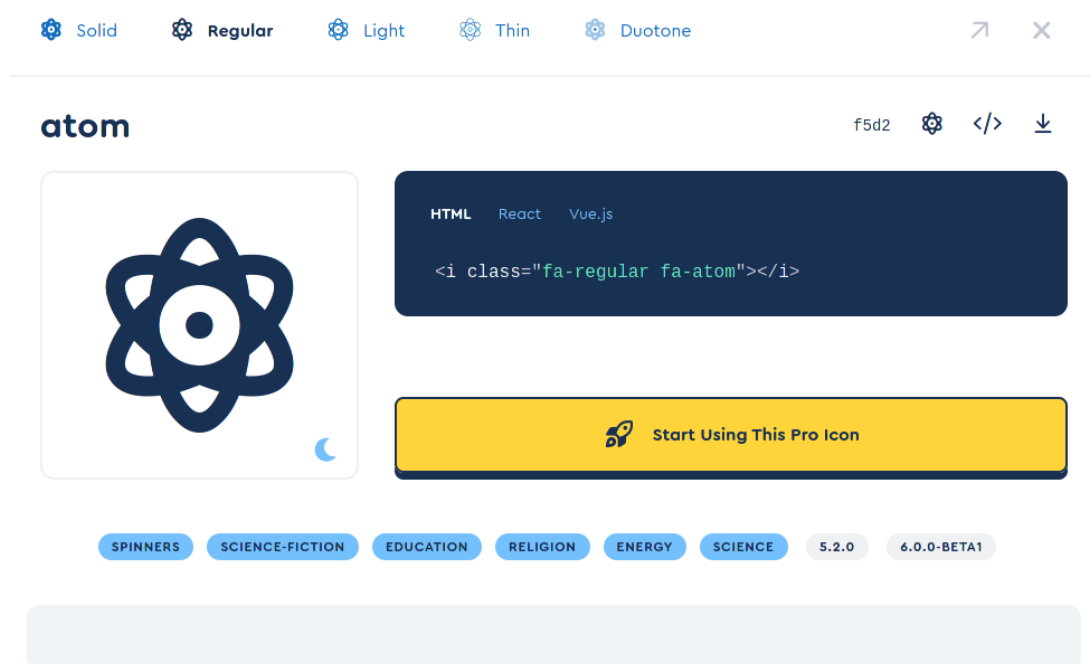 Solid Regular Light Thin Duotone
atom
f5d2
HTML React Vue.js
<i class="fa-regular fa-atom"></i>
Start Using This Pro Icon
SPINNERS SCIENCE-FICTION EDUCATION RELIGION ENERGY SCIENCE 5.2.0 6.0.0-BETA1